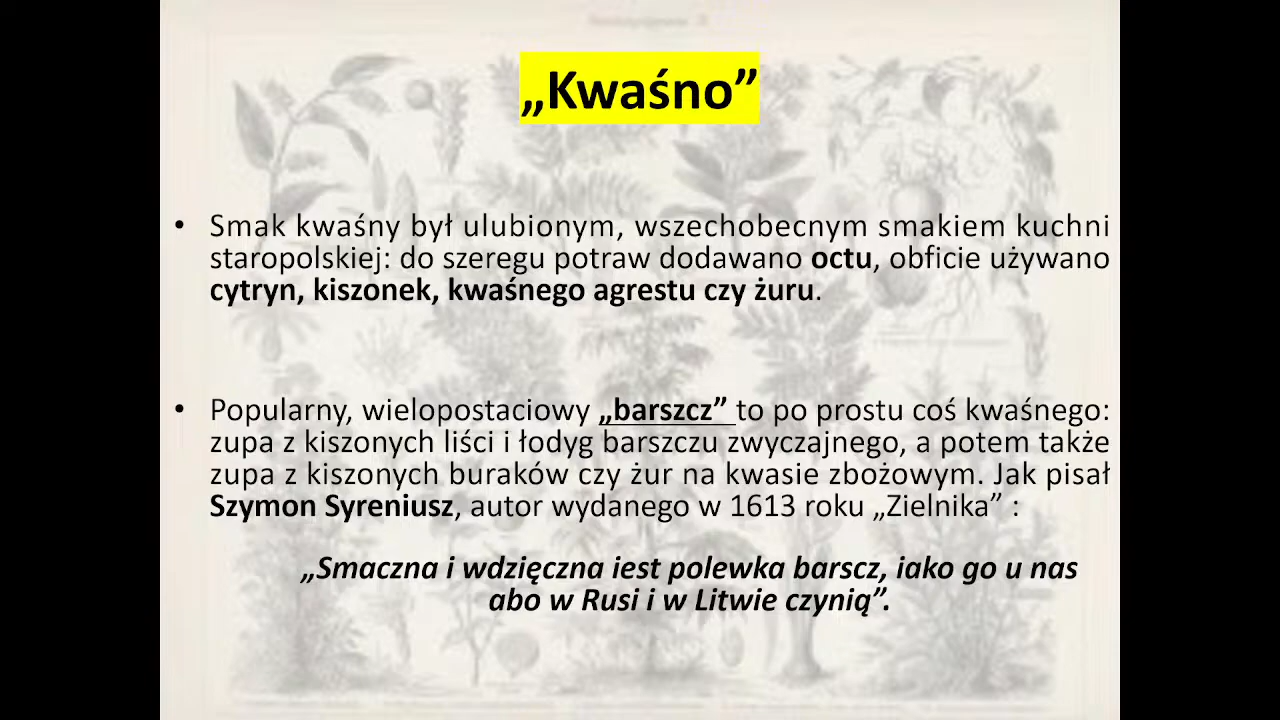 „Kwaśno”
• Smak kwaśny był ulubionym, wszechobecnym smakiem kuchni
staropolskiej: do szeregu potraw dodawano octu, obficie używano
cytryn, kiszonek, kwaśnego agrestu czy żuru.
• Popularny, wielopostaciowy „barszcz” to po prostu coś kwaśnego:
zupa z kiszonych liści i łodyg barszczu zwyczajnego, a potem także
zupa z kiszonych buraków czy żur na kwasie zbożowym. Jak pisał
Szymon Syreniusz, autor wydanego w 1613 roku „Zielnika” :
„Smaczna i wdzięczna iest polewka barscz, iako go u nas
abo w Rusi i w Litwie czynią”.